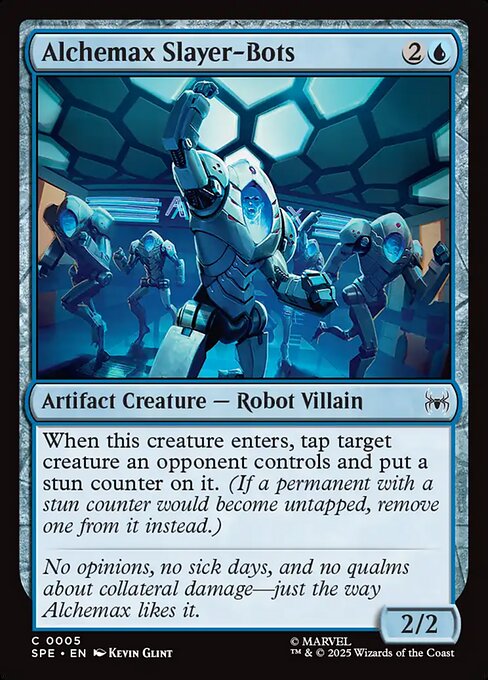 Alchemax Slayer-Bots 2
Artifact Creature — Robot Villain
When this creature enters, tap target
creature an opponent controls and put a
stun counter on it. (If a permanent with a
stun counter would become untapped, remove
one from it instead.)
No opinions, no sick days, and no qualms
about collateral damage—just the way
Alchemax likes it.
2/2
C 0005
SPE • EN Kevin Glint
© MARVEL
™ & © 2025 Wizards of the Coast